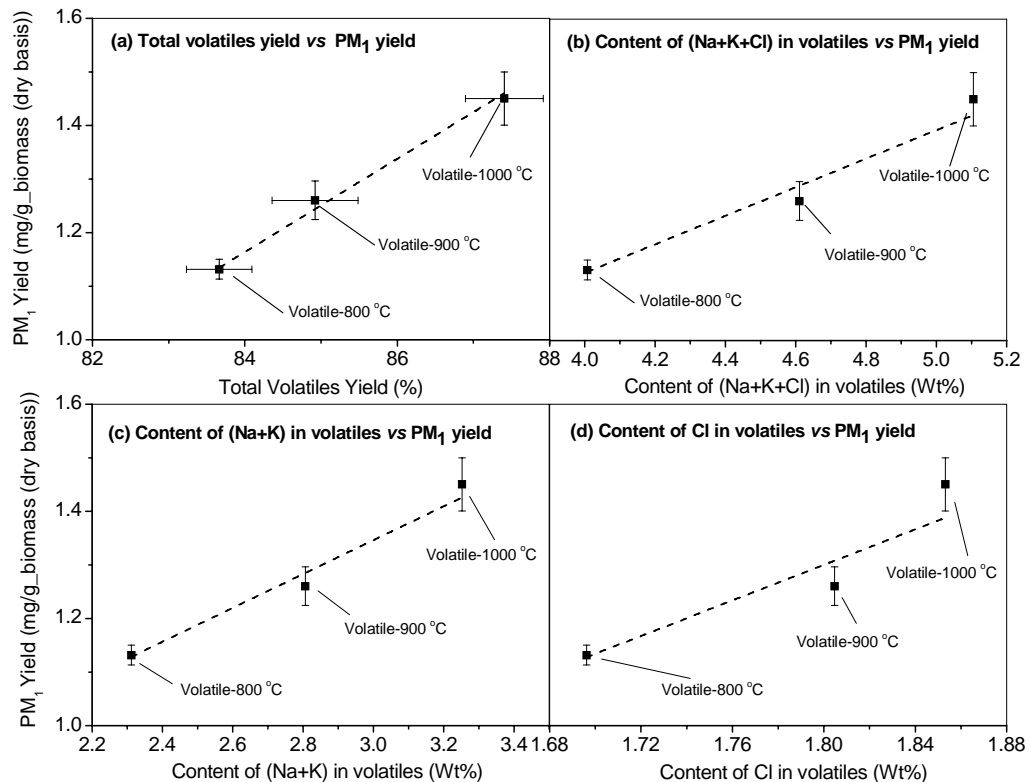 (a) Total volatiles yield vs PM₁ yield
PM₁ Yield (mg/g_biomass (dry basis))
1.6
1.4
1.2
1.0
Volatile-1000 °C
Volatile-900 °C
Volatile-800 °C
82 84 86 88
Total Volatiles Yield (%)
(b) Content of (Na+K+Cl) in volatiles vs PM₁ yield
Volatile-1000 °C
Volatile-900 °C
Volatile-800 °C
4.0 4.2 4.4 4.6 4.8 5.0 5.2
Content of (Na+K+Cl) in volatiles (Wt%)
(c) Content of (Na+K) in volatiles vs PM₁ yield
PM₁ Yield (mg/g_biomass (dry basis))
1.6
1.4
1.2
1.0
Volatile-1000 °C
Volatile-900 °C
Volatile-800 °C
2.2 2.4 2.6 2.8 3.0 3.2 3.4
Content of (Na+K) in volatiles (Wt%)
(d) Content of Cl in volatiles vs PM₁ yield
Volatile-1000 °C
Volatile-900 °C
Volatile-800 °C
1.68 1.72 1.76 1.80 1.84 1.88
Content of Cl in volatiles (Wt%)